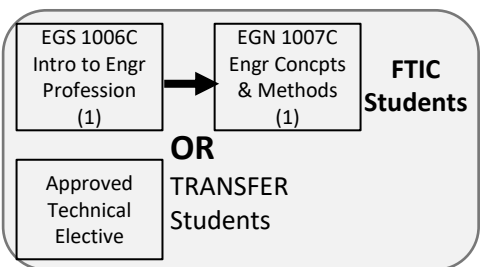 EGS 1006C
Intro to Engr
Profession
(1)
EGN 1007C
Engr Concpts
& Methods
(1)
FTIC
Students
OR
TRANSFER
Students
Approved
Technical
Elective